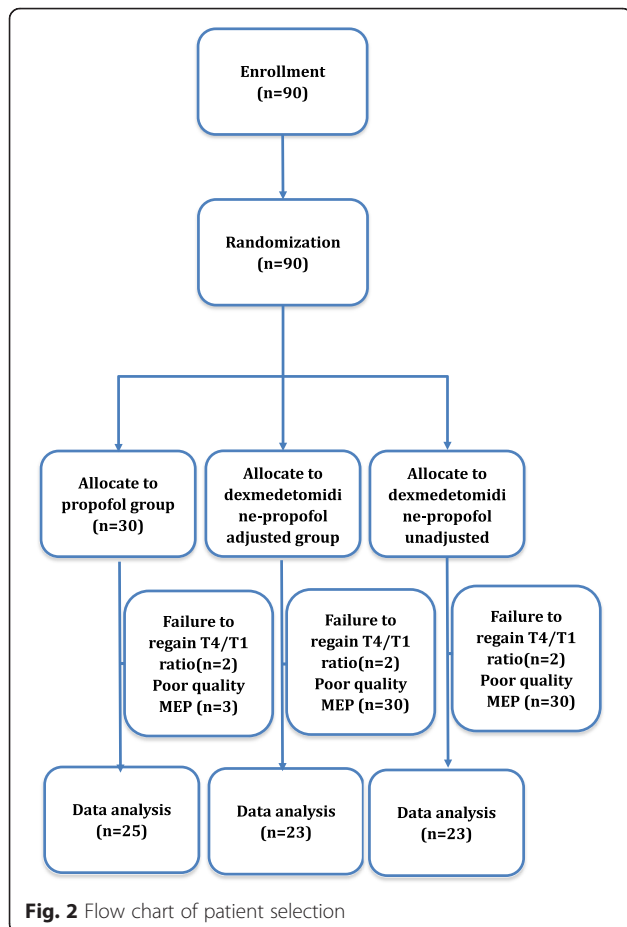 Enrollment
(n=90)
Randomization
(n=90)
Allocate to
propofol group
(n=30)
Allocate to
dexmedetomidi
ne-propofol
adjusted group
Allocate to
dexmedetomidi
ne-propofol
unadjusted
Failure to
regain T4/T1
ratio(n=2)
Poor quality
MEP (n=3)
Failure to
regain T4/T1
ratio(n=2)
Poor quality
MEP (n=30)
Failure to
regain T4/T1
ratio(n=2)
Poor quality
MEP (n=30)
Data analysis
(n=25)
Data analysis
(n=23)
Data analysis
(n=23)
Fig. 2 Flow chart of patient selection